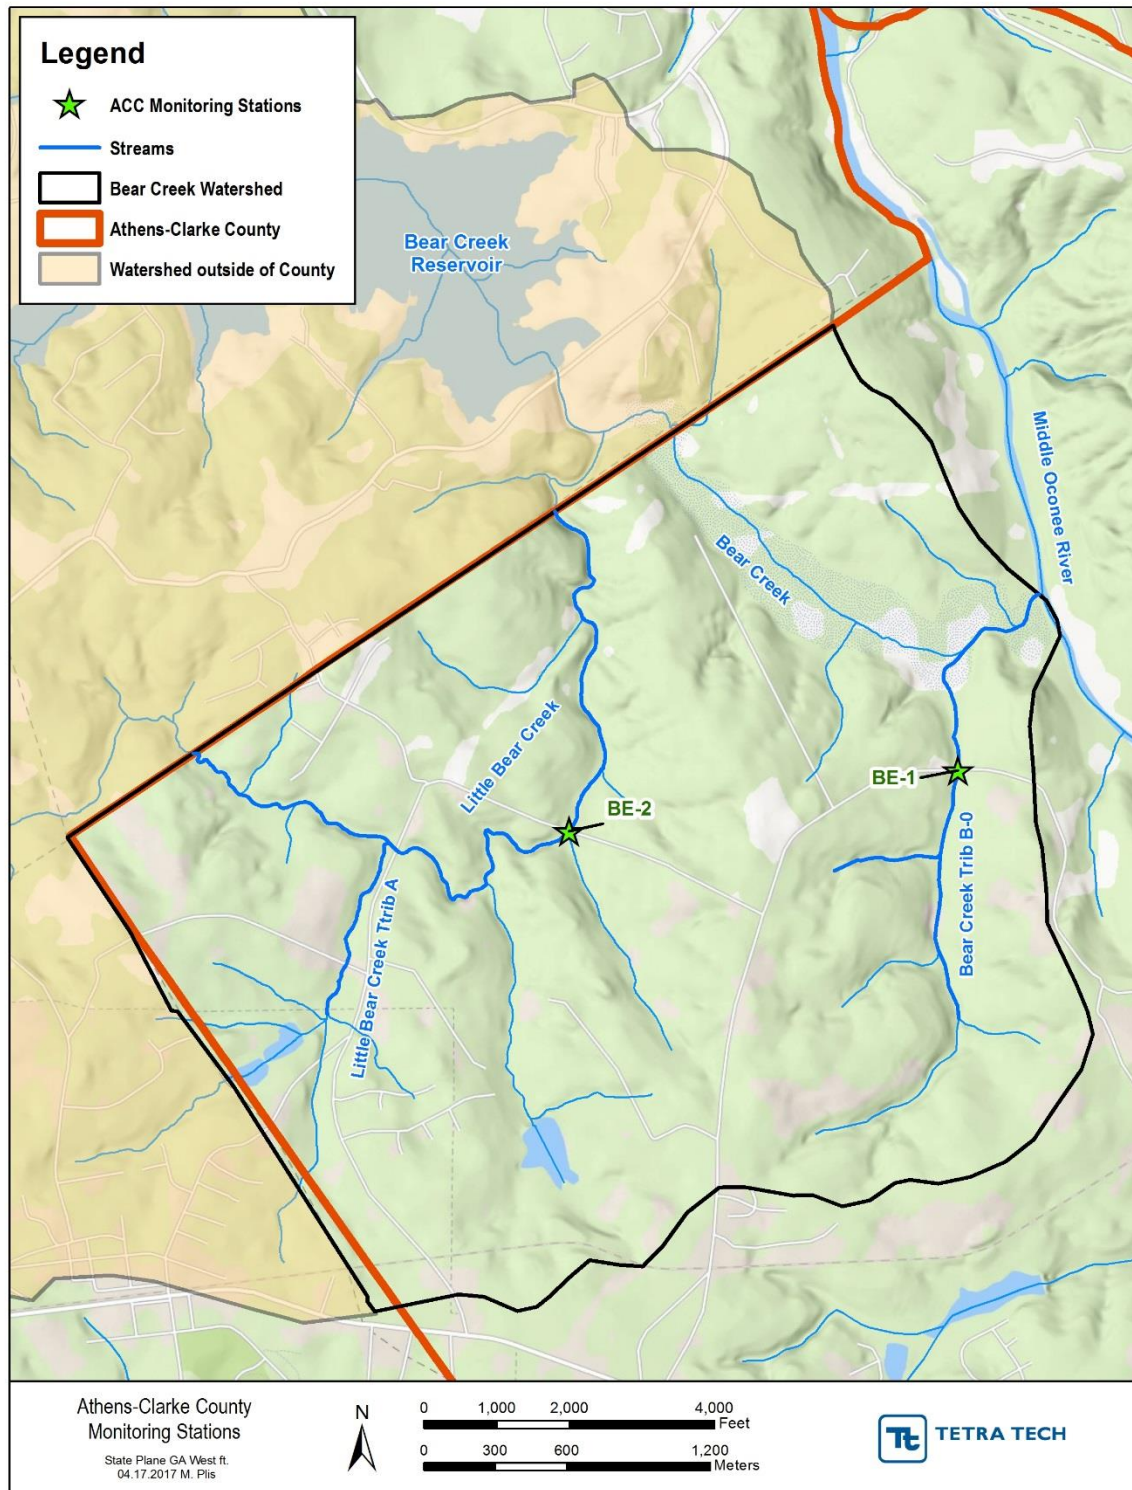 Legend
ACC Monitoring Stations
Streams
Bear Creek Watershed
Athens-Clarke County
Watershed outside of County
Bear Creek
Reservoir
Middle Oconee River
Bear Creek
Little Bear Creek
BE-2
BE-1
Bear Creek Trib B-0
Little Bear Creek Ttrib A
Athens-Clarke County
Monitoring Stations
State Plane GA West ft.
04.17.2017 M. Plis
N
0 1,000 2,000 4,000
Feet
0 300 600 1,200
Meters
Tt TETRA TECH